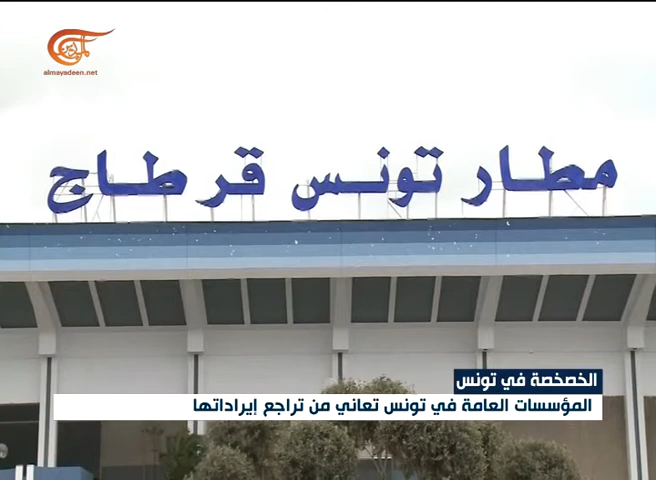 almayadeen.net
مطار تونس قرطاج
الخصخصة في تونس
المؤسسات العامة في تونس تعاني من تراجع إيراداتها